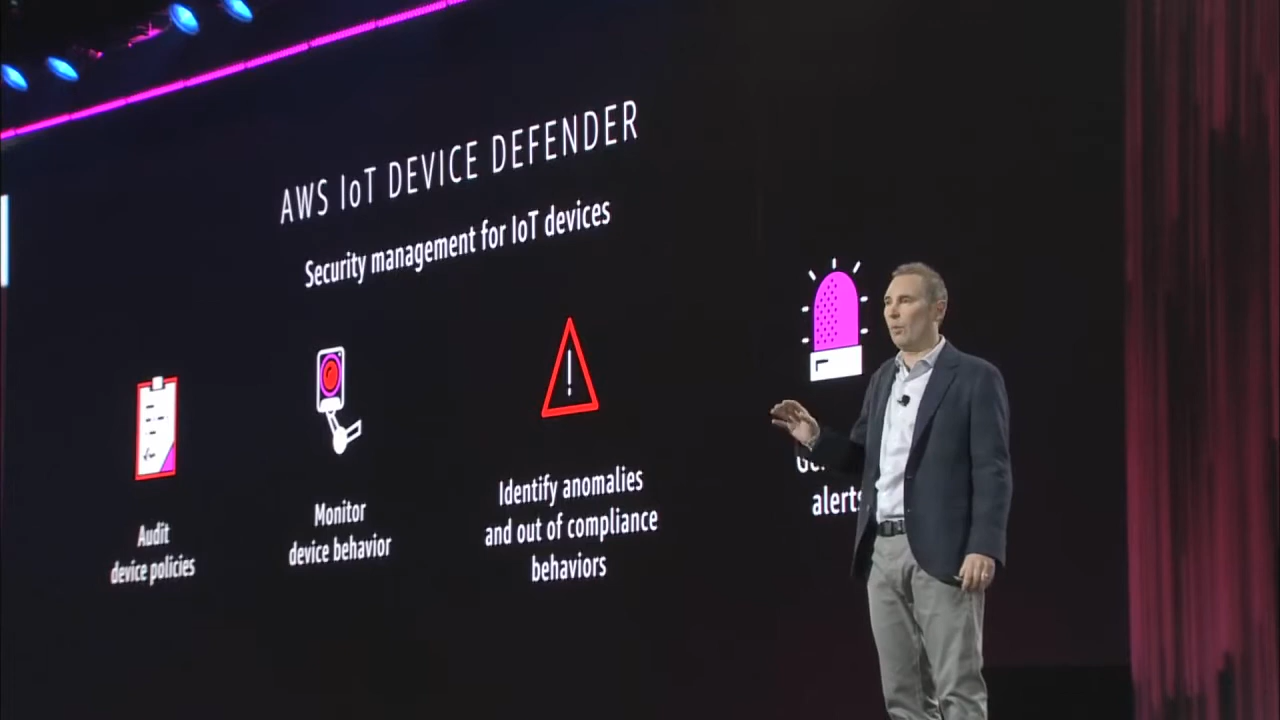 AWS IoT DEVICE DEFENDER
Security management for IoT devices
Audit
device policies
Monitor
device behavior
Identify anomalies
and out of compliance
behaviors
alerts